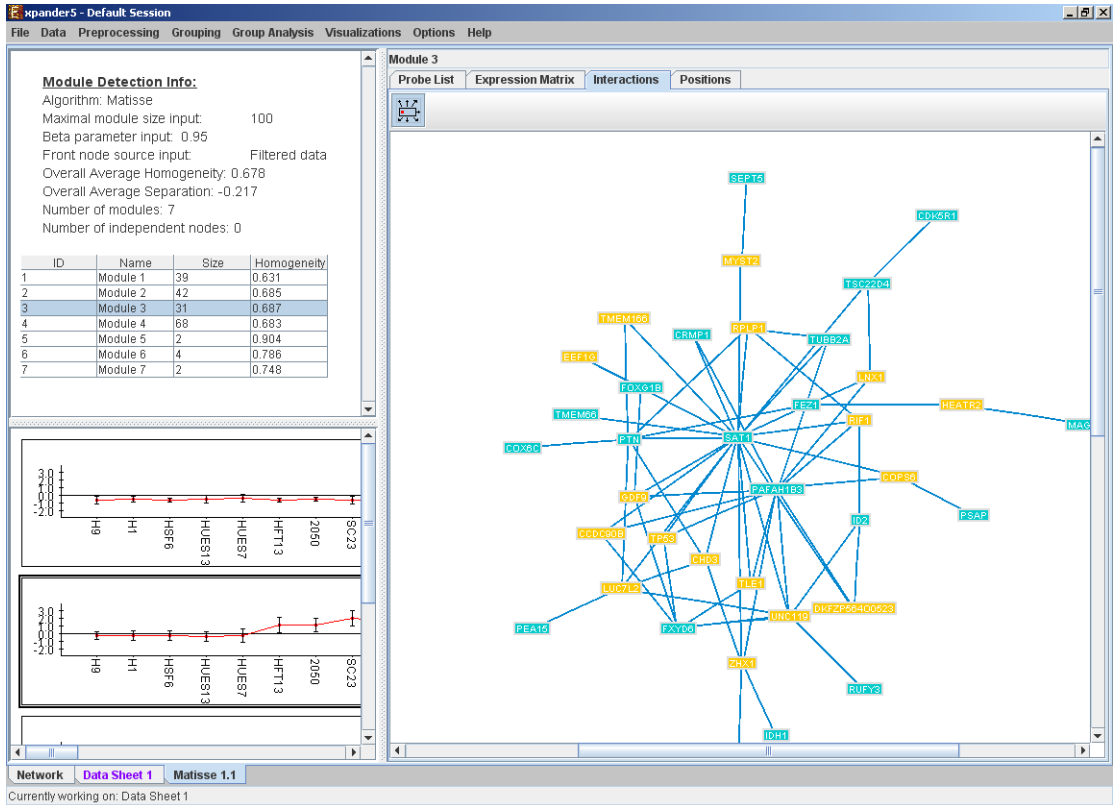 xpander5 - Default Session
File Data Preprocessing Grouping Group Analysis Visualizations Options Help
Module Detection Info:
Algorithm: Matisse
Maximal module size input: 100
Beta parameter input: 0.95
Front node source input: Filtered data
Overall Average Homogeneity: 0.678
Overall Average Separation: -0.217
Number of modules: 7
Number of independent nodes: 0
ID Name Size Homogeneity
1 Module 1 39 0.631
2 Module 2 42 0.685
3 Module 3 31 0.687
4 Module 4 68 0.683
5 Module 5 2 0.904
6 Module 6 4 0.786
7 Module 7 2 0.748
3.0
1.0
0.0
-2.0
H9 H1 HSF6 HUES13 HUES7 HFT13 2050 SC23
3.0
1.0
0.0
-2.0
H9 H1 HSF6 HUES13 HUES7 HFT13 2050 SC23
Module 3
Probe List Expression Matrix Interactions Positions
SEPT5
CDK5R1
MYST2
TSC22D4
TMEM166
RPLP1
CRMP1
TUBB2A
EEF1G
LNX1
FOXG1B
FEZ1
HEATR2
TMEM66
RIF1
MAG
PTN
SAT1
COX6C
COPS6
PAFAH1B3
GDF9
PSAP
ID2
CCDC90B
TP53
CHD3
TLE1
LUC7L2
DKFZP564O0523
UNC119
PEA15
FXYD6
ZHX1
RUFY3
IDH1
Network Data Sheet 1 Matisse 1.1
Currently working on: Data Sheet 1